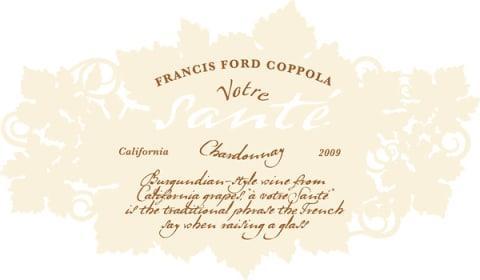 FRANCIS FORD COPPOLA
Votre
Santé
California Chardonnay 2009
Burgundian-style wine from
California grapes, "à votre Santé"
is the traditional phrase the French
say when raising a glass